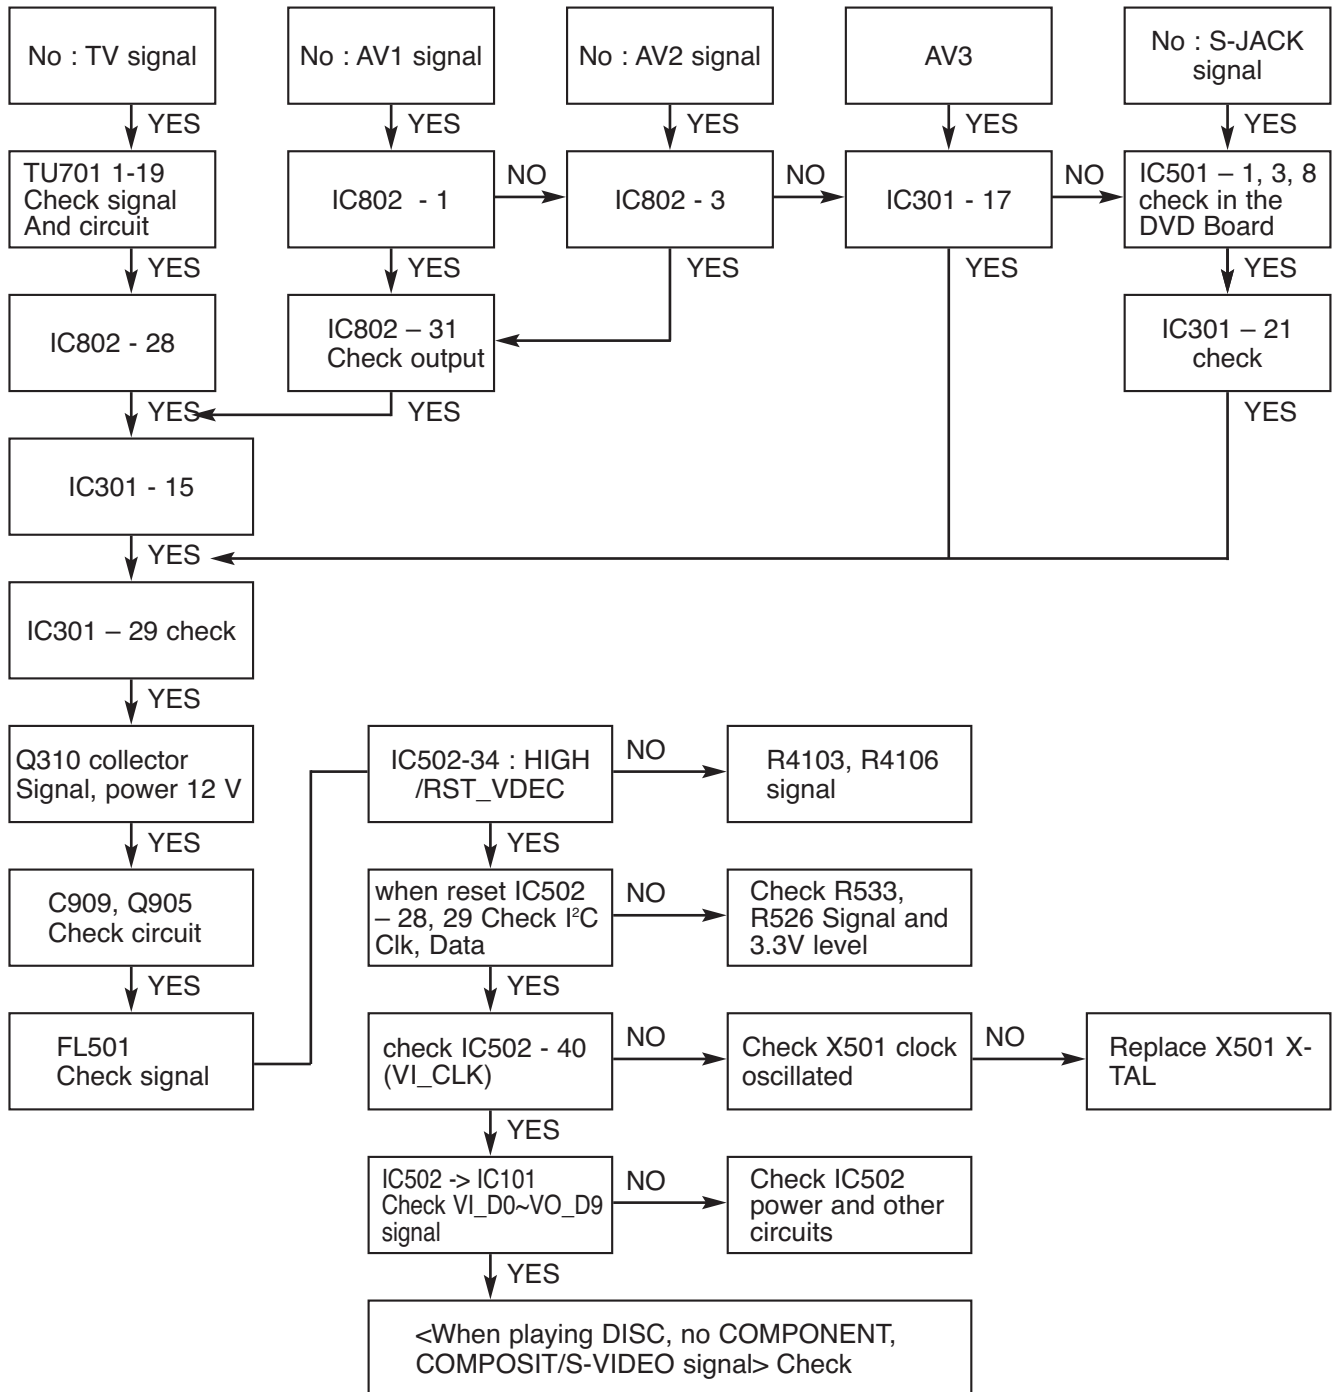 No : TV signal
No : AV1 signal
No : AV2 signal
AV3
No : S-JACK
signal
YES
YES
YES
YES
YES
TU701 1-19
Check signal
And circuit
IC802 - 1
NO
IC802 - 3
NO
IC301 - 17
NO
IC501 – 1, 3, 8
check in the
DVD Board
YES
YES
YES
YES
YES
IC802 - 28
IC802 – 31
Check output
IC301 – 21
check
YES
YES
YES
IC301 - 15
YES
IC301 – 29 check
YES
Q310 collector
Signal, power 12 V
IC502-34 : HIGH
/RST_VDEC
NO
R4103, R4106
signal
YES
YES
C909, Q905
Check circuit
when reset IC502
– 28, 29 Check I²C
Clk, Data
NO
Check R533,
R526 Signal and
3.3V level
YES
YES
FL501
Check signal
check IC502 - 40
(VI_CLK)
NO
Check X501 clock
oscillated
NO
Replace X501 X-
TAL
YES
IC502 -> IC101
Check VI_D0~VO_D9
signal
NO
Check IC502
power and other
circuits
YES
<When playing DISC, no COMPONENT,
COMPOSIT/S-VIDEO signal> Check